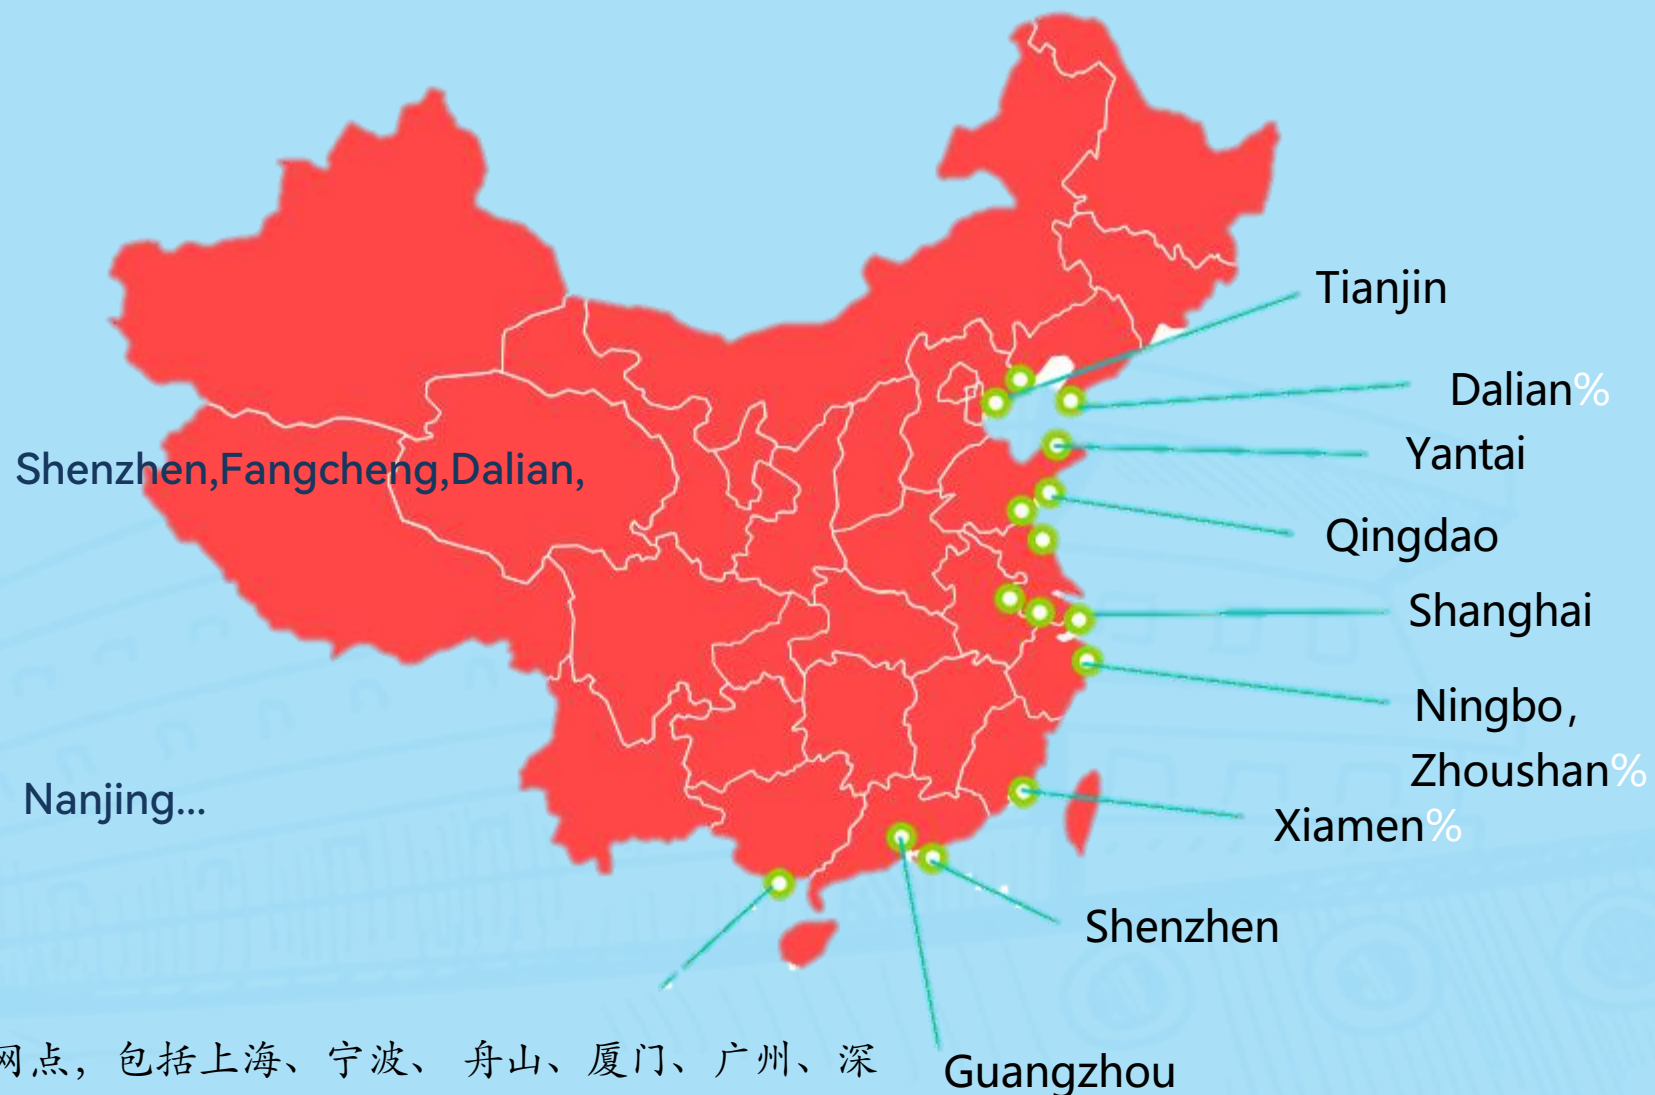 Tianjin
Dalian%
Yantai
Shenzhen,Fangcheng,Dalian,
Qingdao
Shanghai
Ningbo,
Zhoushan%
Nanjing...
Xiamen%
Shenzhen
网点，包括上海、宁波、 舟山、厦门、广州、深
Guangzhou